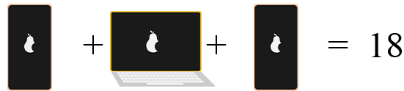 + + = 18